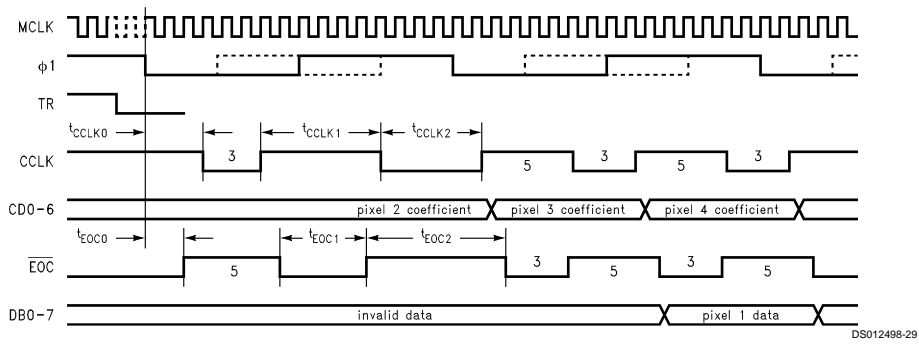 MCLK
ϕ1
TR
tCCLK0 tCCLK1 tCCLK2
CCLK 3 5 3 5 3
CD0-6 pixel 2 coefficient pixel 3 coefficient pixel 4 coefficient
tEOC0 tEOC1 tEOC2
EOC 5 3 5 3 5
DB0-7 invalid data pixel 1 data
DS012498-29